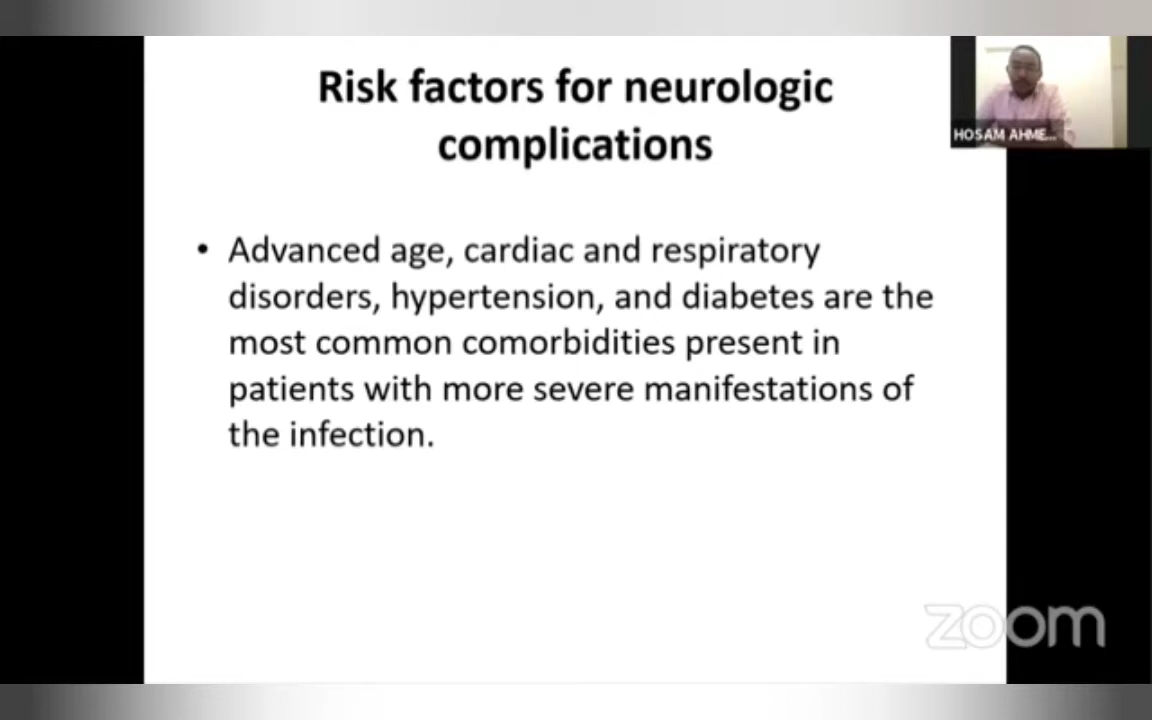 Risk factors for neurologic
complications
HOSAM AHME...
• Advanced age, cardiac and respiratory
disorders, hypertension, and diabetes are the
most common comorbidities present in
patients with more severe manifestations of
the infection.
zoom